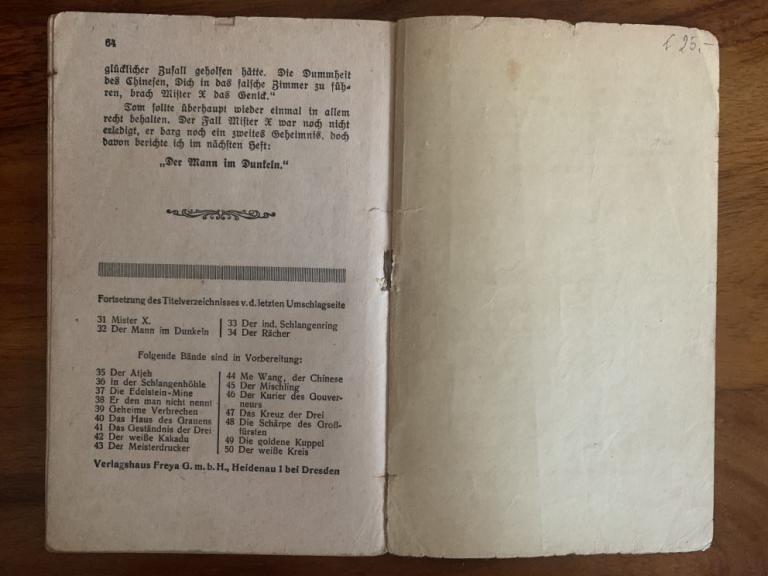 64
glücklicher Zufall geholfen hätte. Die Dummheit
des Chinesen, Dich in das falsche Zimmer zu füh-
ren, brach Mister X das Genick."
Tom sollte überhaupt wieder einmal in allem
recht behalten. Der Fall Mister X war noch nicht
erledigt, er barg noch ein zweites Geheimnis, doch
davon berichte ich im nächsten Heft:
„Der Mann im Dunkeln."
Fortsetzung des Titelverzeichnisses v. d. letzten Umschlagseite
31 Mister X.
32 Der Mann im Dunkeln
33 Der ind. Schlangenring
34 Der Rächer
Folgende Bände sind in Vorbereitung:
35 Der Atjeh
36 In der Schlangenhöhle
37 Die Edelstein-Mine
38 Er den man nicht nennt
39 Geheime Verbrechen
40 Das Haus des Grauens
41 Das Geständnis der Drei
42 Der weiße Kakadu
43 Der Meisterdrucker
44 Me Wang, der Chinese
45 Der Mischling
46 Der Kurier des Gouver-
neurs
47 Das Kreuz der Drei
48 Die Schärpe des Groß-
fürsten
49 Die goldene Kuppel
50 Der weiße Kreis
Verlagshaus Freya G. m. b. H., Heidenau 1 bei Dresden
25,-